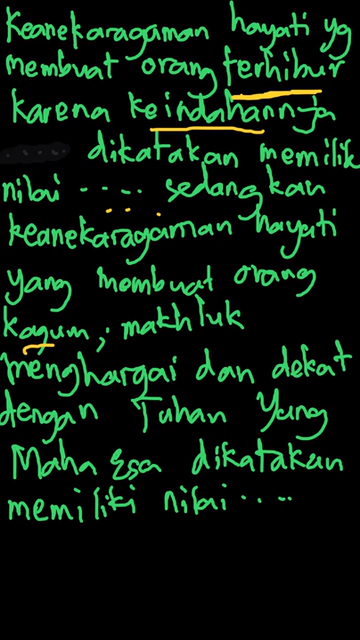 Keanekaragaman hayati yg
membuat orang terhibur
karena keindahannya
dikatakan memilik
nilai ..... sedangkan
keanekaragaman hayati
yang membuat orang
kagum, makhluk
menghargai dan dekat
dengan Tuhan Yang
Maha Esa dikatakan
memiliki nilai ....